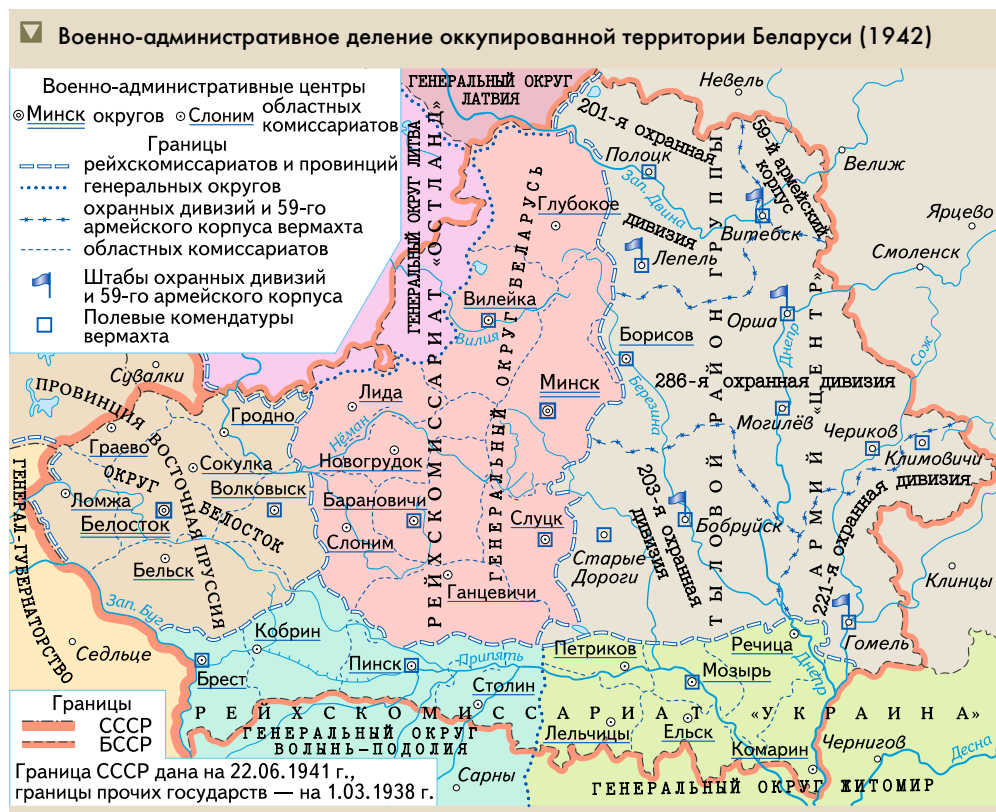 Военно-административное деление оккупированной территории Беларуси (1942)
Военно-административные центры
Минск округов Слоним областных
комиссариатов
Границы
рейхскомиссариатов и провинций
генеральных округов
охранных дивизий и 59-го
армейского корпуса вермахта
областных комиссариатов
Штабы охранных дивизий
и 59-го армейского корпуса
Полевые комендатуры
вермахта
ГЕНЕРАЛЬНЫЙ ОКРУГ
ЛАТВИЯ
ГЕНЕРАЛЬНЫЙ ОКРУГ ЛИТВА
РЕЙХСКОМИССАРИАТ «ОСТЛАНД»
ГЕНЕРАЛЬНЫЙ ОКРУГ БЕЛАРУСЬ
ТЫЛОВОЙ РАЙОН ГРУППЫ
АРМИЙ «ЦЕНТР»
201-я охранная
дивизия
59-й армейский
корпус
Невель
Велиж
Полоцк
Зап. Двина
Глубокое
Витебск
Ярцево
Смоленск
Лепель
Вилейка
Вилия
Орша
Днепр
Сож
Борисов
Березина
286-я охранная дивизия
Сувалки
ПРОВИНЦИЯ ВОСТОЧНАЯ ПРУССИЯ
Лида
Минск
Гродно
Нёман
Могилёв
Чериков
Климовичи
Граево
Сокулка
Новогрудок
ОКРУГ БЕЛОСТОК
Волковыск
Ломжа
Белосток
Барановичи
Слуцк
203-я охранная
дивизия
Бобруйск
221-я охранная
дивизия
ГЕНЕРАЛ-ГУБЕРНАТОРСТВО
Слоним
Старые
Дороги
Бельск
Ганцевичи
Клинцы
Зап. Буг
Седльце
Кобрин
Гомель
Петриков
Речица
Днепр
Брест
Пинск
Припять
Мозырь
Столин
РЕЙХСКОМИССАРИАТ «УКРАИНА»
ГЕНЕРАЛЬНЫЙ ОКРУГ
ВОЛЫНЬ-ПОДОЛИЯ
Лельчицы
Ельск
Комарин
Чернигов
Десна
Сарны
ГЕНЕРАЛЬНЫЙ ОКРУГ ЖИТОМИР
Границы
СССР
БССР
Граница СССР дана на 22.06.1941 г.,
границы прочих государств — на 1.03.1938 г.